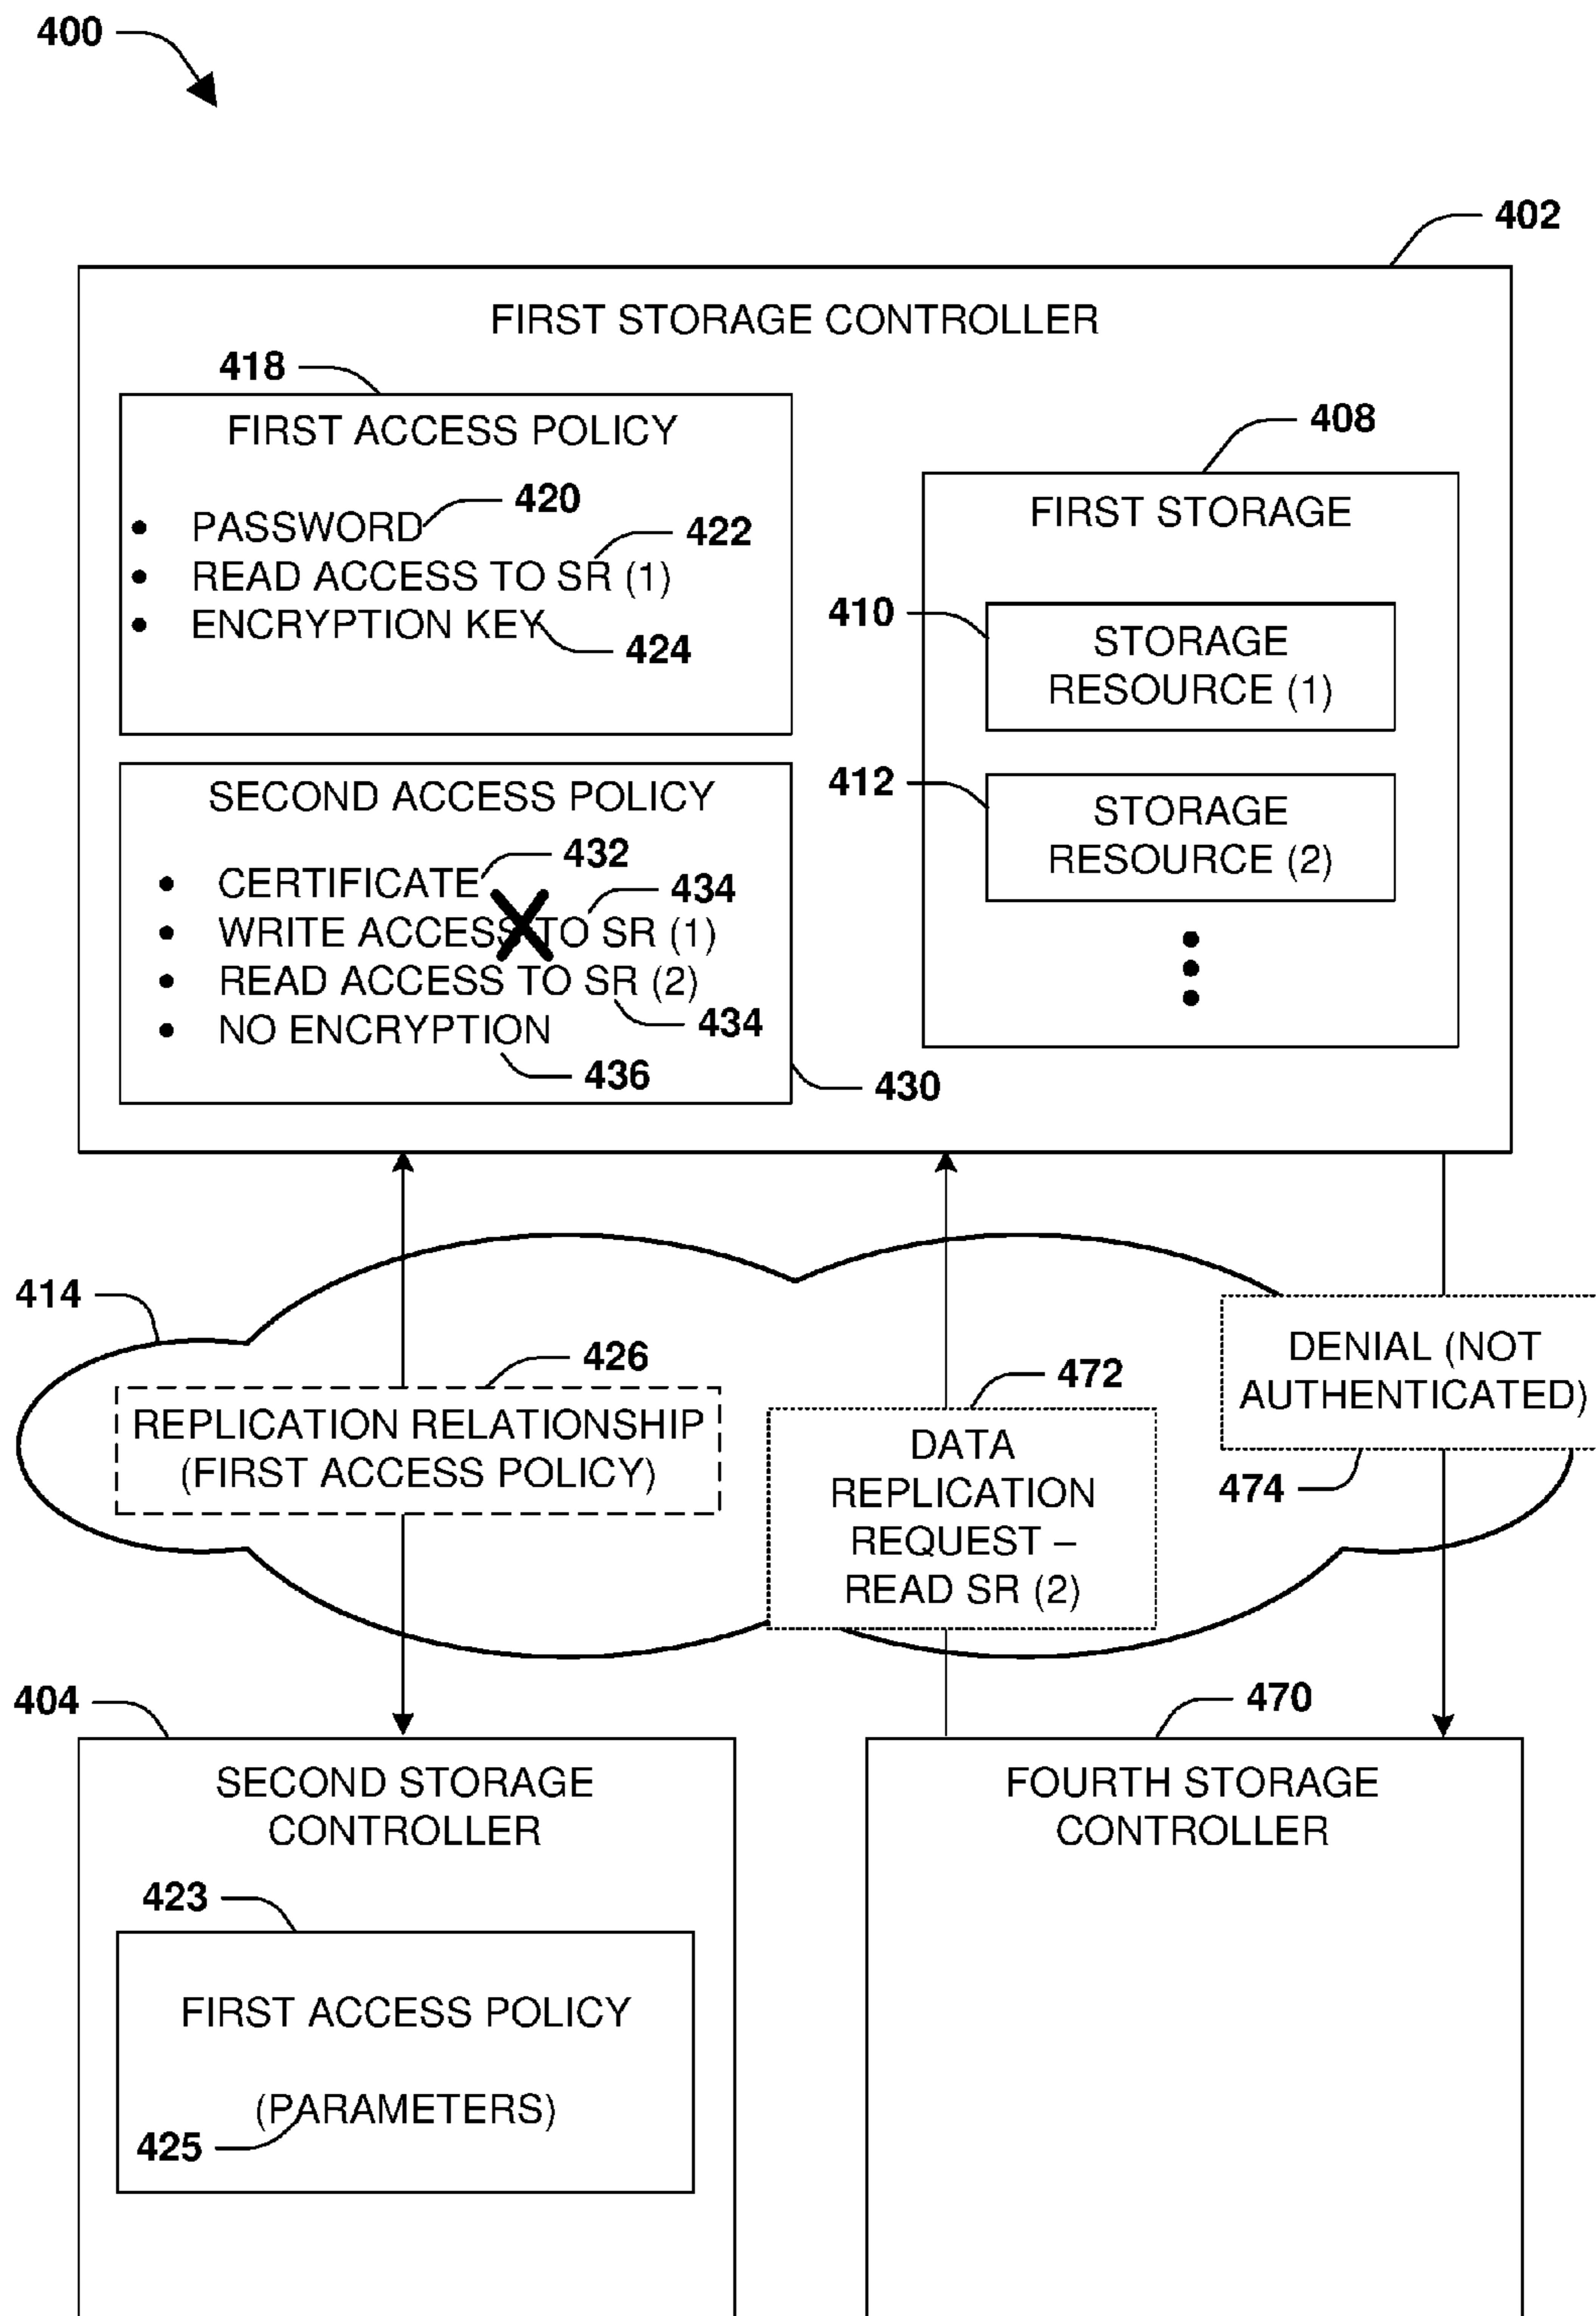 400
402
FIRST STORAGE CONTROLLER
418
FIRST ACCESS POLICY
420
• PASSWORD
422
• READ ACCESS TO SR (1)
• ENCRYPTION KEY
424
408
FIRST STORAGE
410
STORAGE
RESOURCE (1)
412
STORAGE
RESOURCE (2)
SECOND ACCESS POLICY
432
• CERTIFICATE
434
• WRITE ACCESS TO SR (1)
• READ ACCESS TO SR (2)
434
• NO ENCRYPTION
436
430
414
426
REPLICATION RELATIONSHIP
(FIRST ACCESS POLICY)
472
DATA
REPLICATION
REQUEST –
READ SR (2)
DENIAL (NOT
AUTHENTICATED)
474
404
SECOND STORAGE
CONTROLLER
423
FIRST ACCESS POLICY
(PARAMETERS)
425
470
FOURTH STORAGE
CONTROLLER